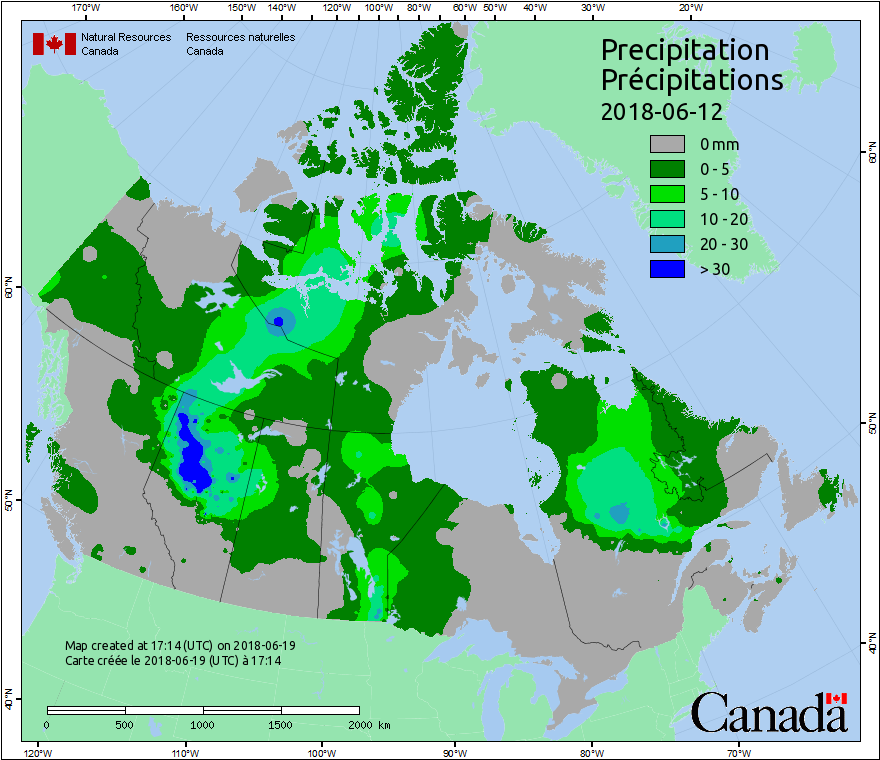 170°W 160°W 150°W 140°W 120°W 100°W 80°W 60°W 50°W 40°W 30°W 20°W
Natural Resources Ressources naturelles
Canada Canada
Precipitation
Précipitations
2018-06-12
0 mm
0 - 5
5 - 10
10 - 20
20 - 30
> 30
60°N
60°N
50°N
50°N
40°N
40°N
Map created at 17:14 (UTC) on 2018-06-19
Carte créée le 2018-06-19 (UTC) à 17:14
0 500 1000 1500 2000 km
Canada
120°W 110°W 100°W 90°W 80°W 70°W